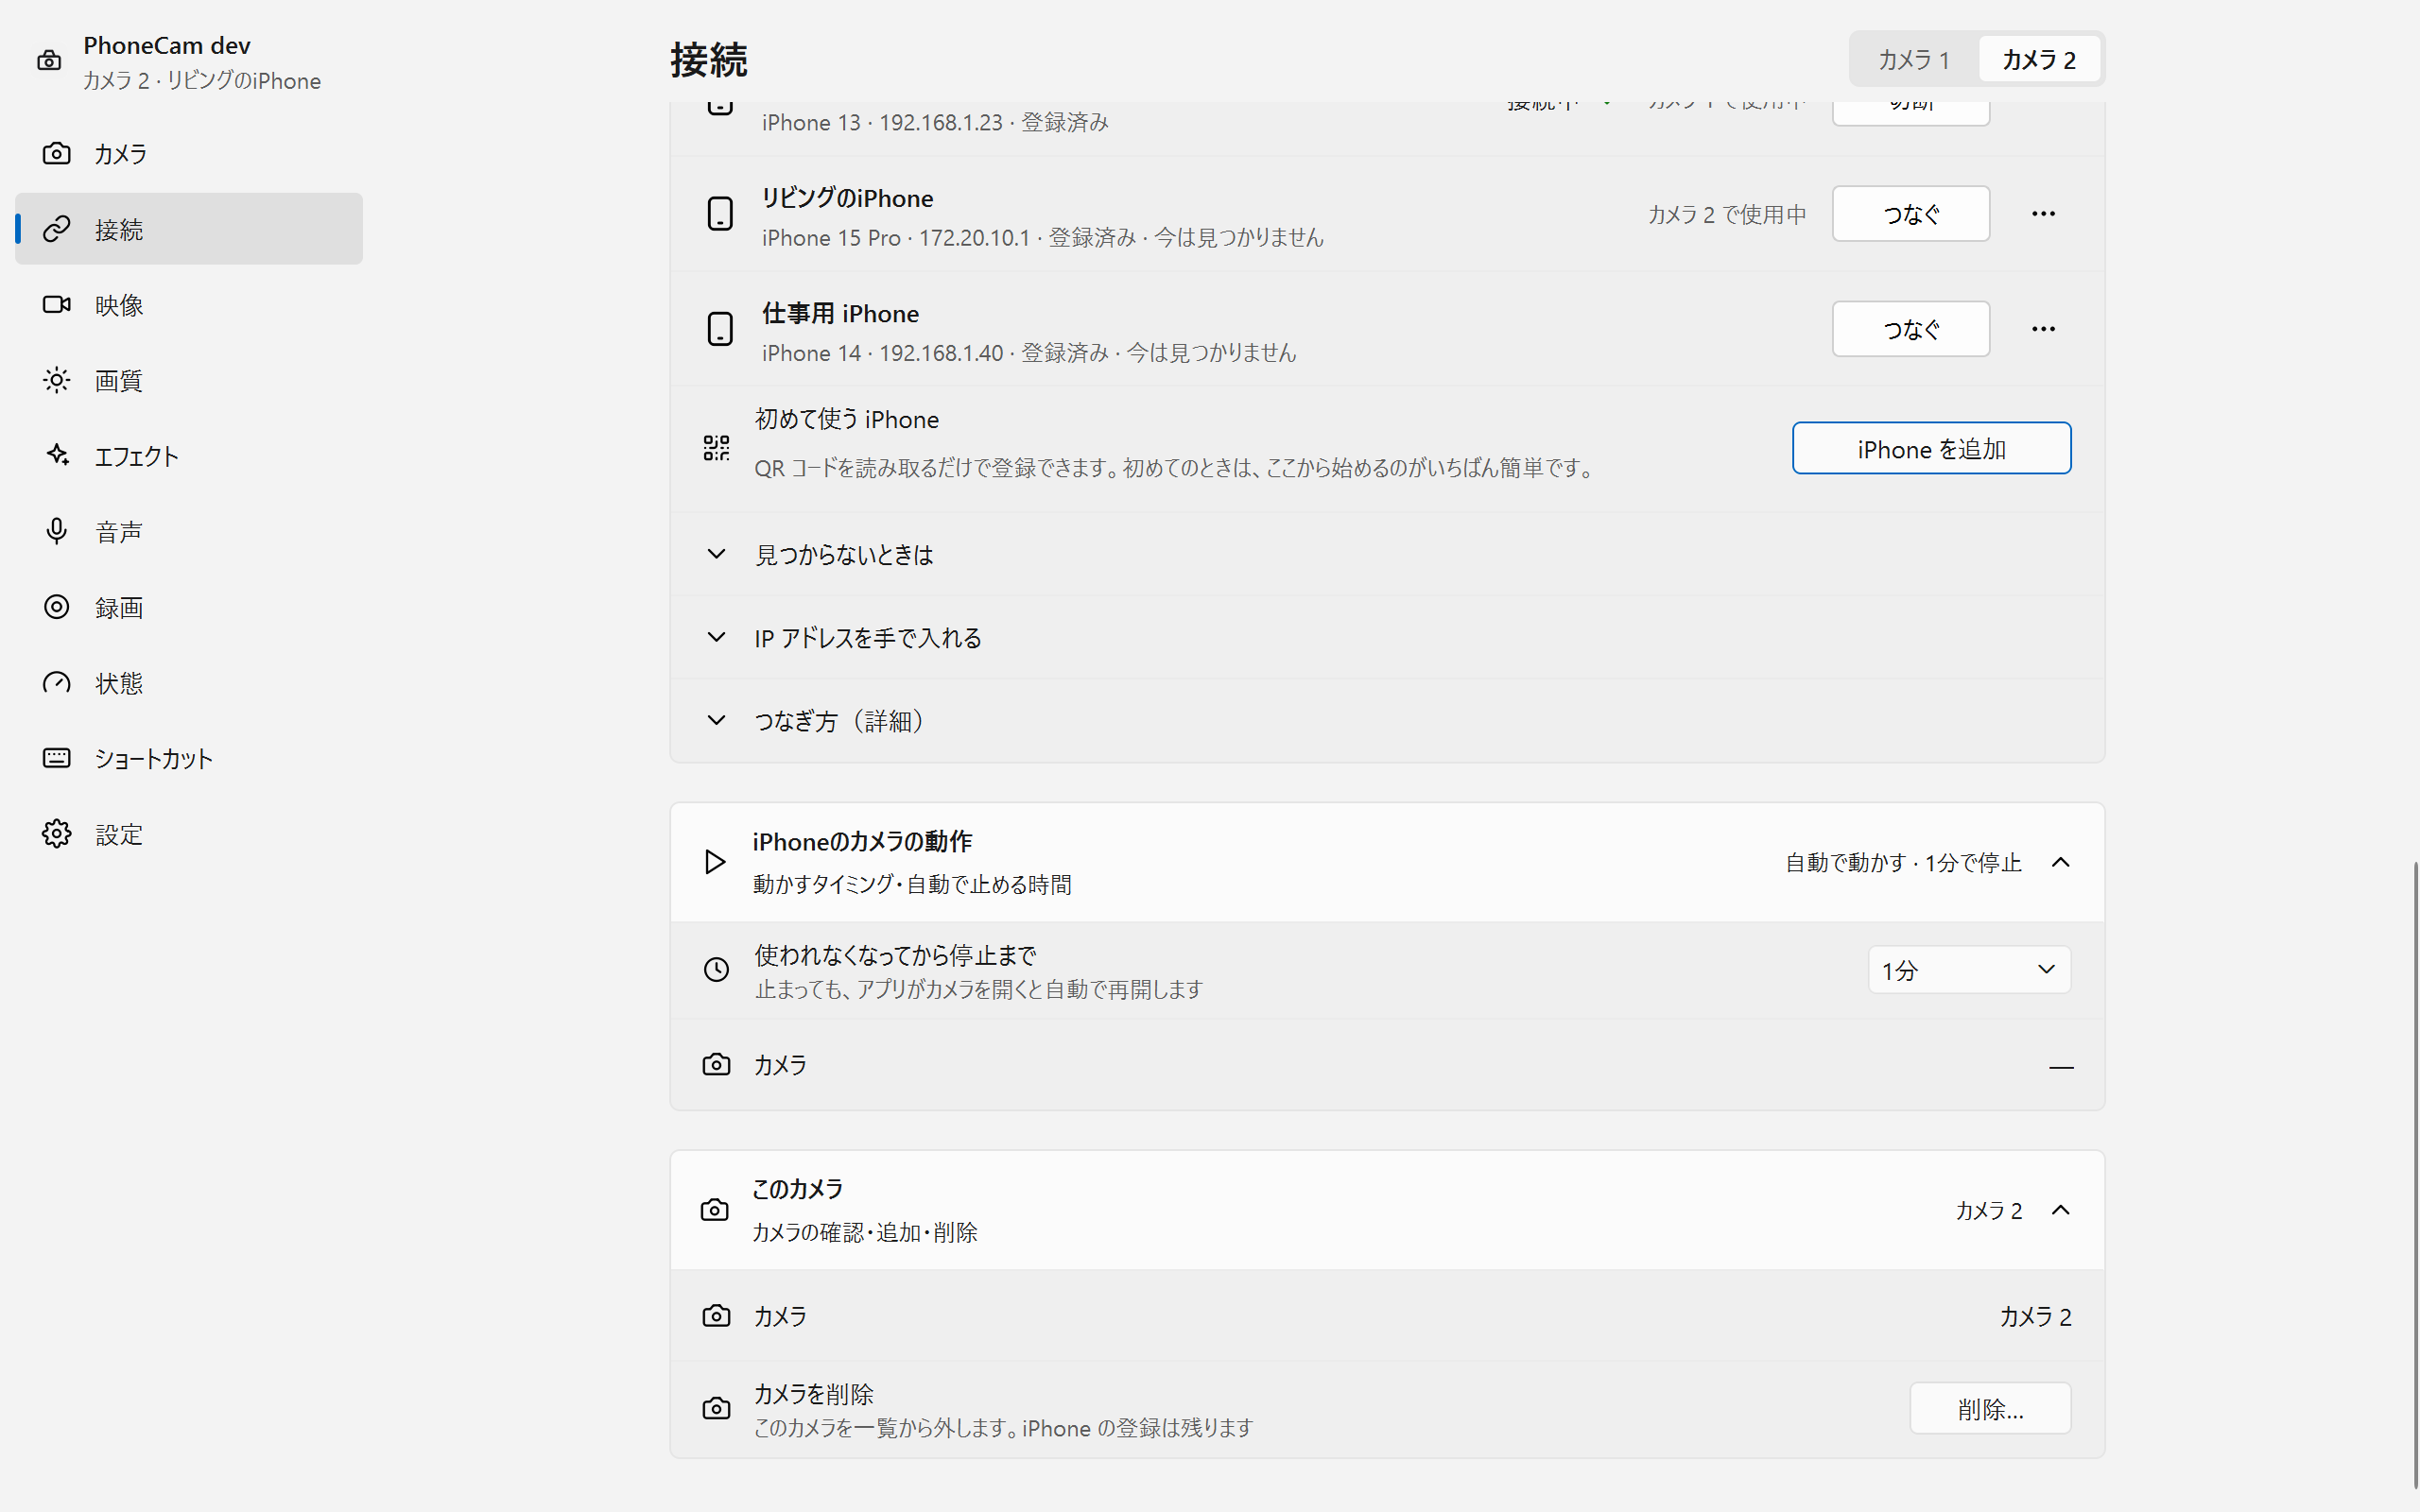 PhoneCam dev
カメラ 2 · リビングのiPhone
カメラ
接続
映像
画質
エフェクト
音声
録画
状態
ショートカット
設定
接続
カメラ 1
カメラ 2
接続中
カメラ 1 で使用中
切断
iPhone 13 · 192.168.1.23 · 登録済み
リビングのiPhone
iPhone 15 Pro · 172.20.10.1 · 登録済み · 今は見つかりません
カメラ 2 で使用中
つなぐ
仕事用 iPhone
iPhone 14 · 192.168.1.40 · 登録済み · 今は見つかりません
つなぐ
初めて使う iPhone
QR コードを読み取るだけで登録できます。初めてのときは、ここから始めるのがいちばん簡単です。
iPhone を追加
見つからないときは
IP アドレスを手で入れる
つなぎ方（詳細）
iPhoneのカメラの動作
動かすタイミング・自動で止める時間
自動で動かす · 1分で停止
使われなくなってから停止まで
止まっても、アプリがカメラを開くと自動で再開します
1分
カメラ
—
このカメラ
カメラの確認・追加・削除
カメラ 2
カメラ
カメラ 2
カメラを削除
このカメラを一覧から外します。iPhone の登録は残ります
削除...